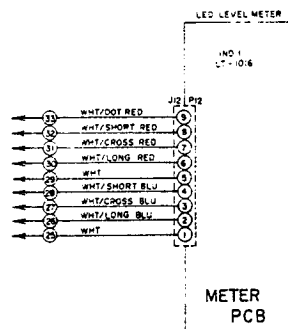 LED LEVEL METER
IND 1
LT-1016
J12 P12
33 WHT/DOT RED 9
32 WHT/SHORT RED 8
31 WHT/CROSS RED 7
30 WHT/LONG RED 6
29 WHT 5
28 WHT/SHORT BLU 4
27 WHT/CROSS BLU 3
26 WHT/LONG BLU 2
25 WHT 1
METER
PCB